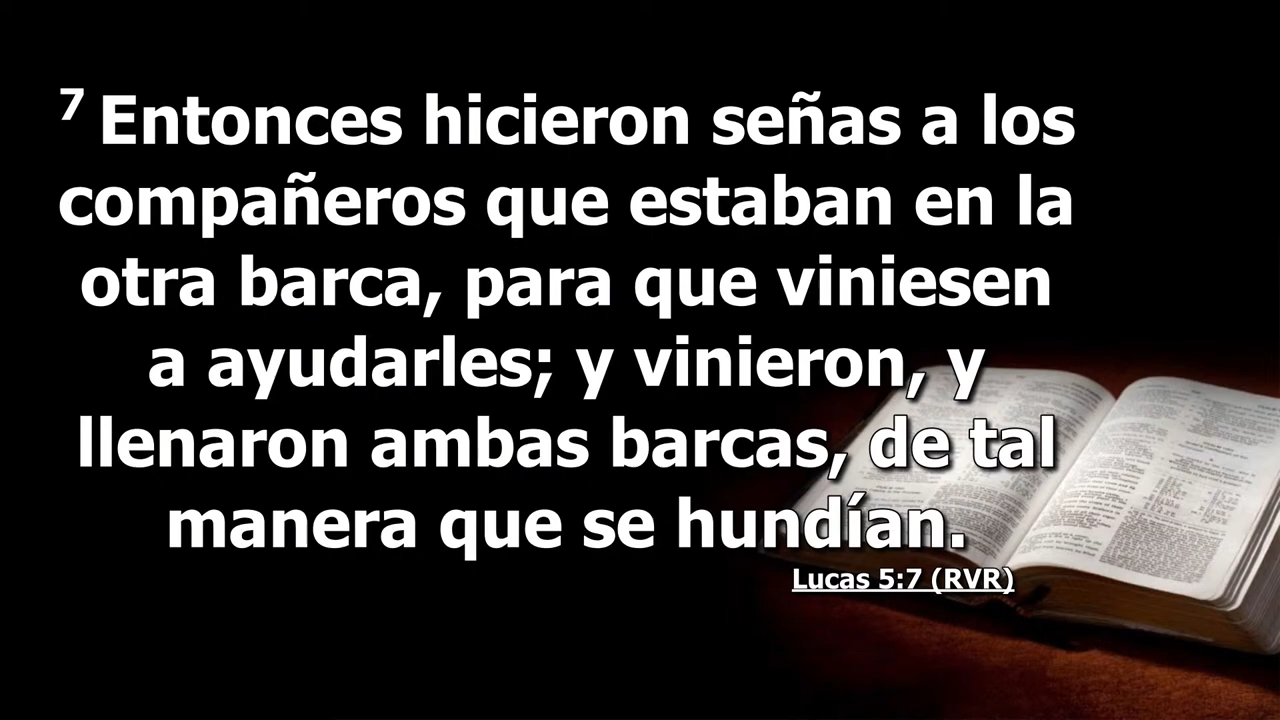 7 Entonces hicieron señas a los
compañeros que estaban en la
otra barca, para que viniesen
a ayudarles; y vinieron, y
llenaron ambas barcas, de tal
manera que se hundían.
Lucas 5:7 (RVR)